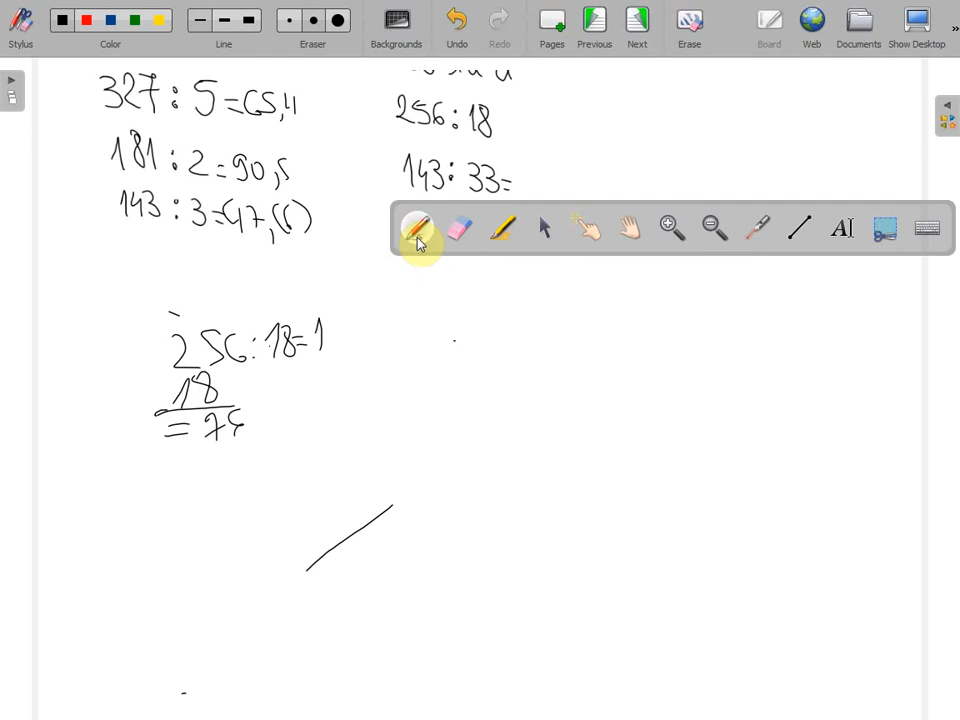 Stylus Color Line Eraser Backgrounds Undo Redo Pages Previous Next Erase Board Web Documents Show Desktop
327 : 5 = 65,4
181 : 2 = 90,5
143 : 3 = 47,(6)
256 : 18
143 : 33 =
256 : 18 = 1
18
= 76